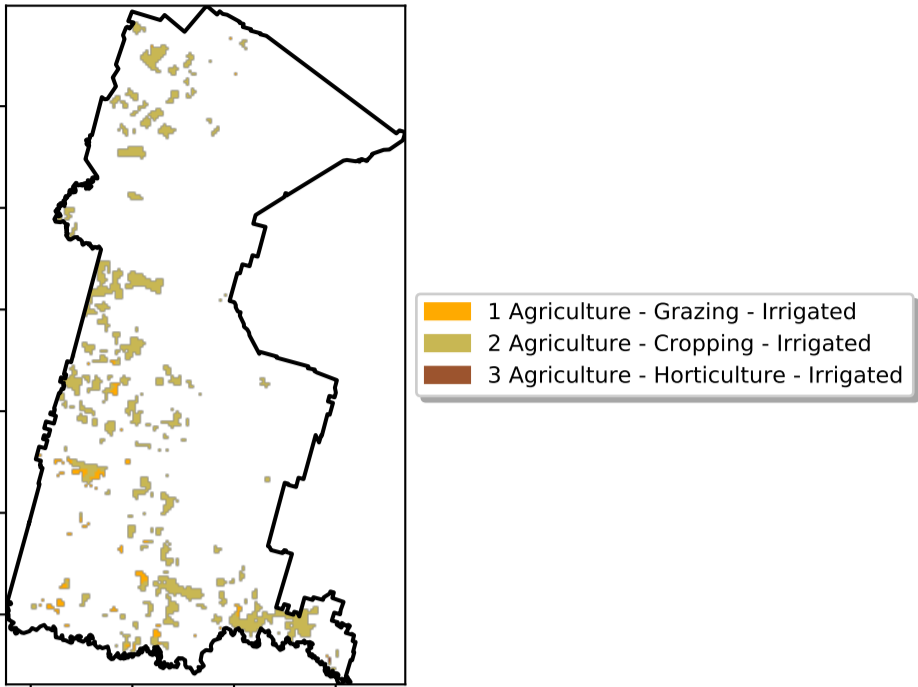 1 Agriculture - Grazing - Irrigated
2 Agriculture - Cropping - Irrigated
3 Agriculture - Horticulture - Irrigated